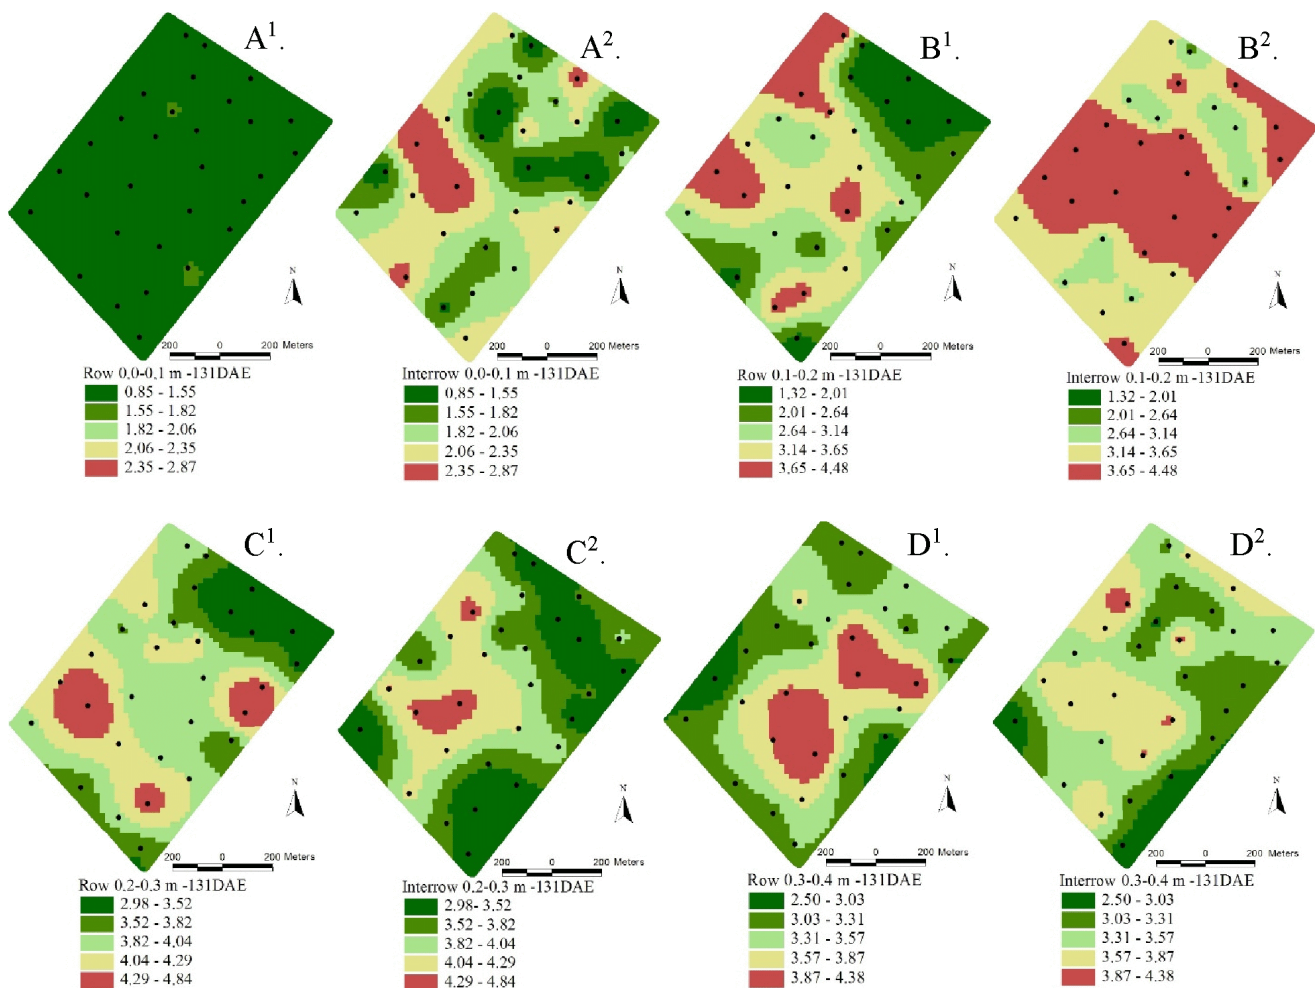 A1.
A2.
B1.
B2.
N
N
N
N
200 0 200 Meters
200 0 200 Meters
200 0 200 Meters
200 0 200 Meters
Row 0.0-0.1 m -131DAE
0.85 - 1.55
1.55 - 1.82
1.82 - 2.06
2.06 - 2.35
2.35 - 2.87
Interrow 0.0-0.1 m -131DAE
0.85 - 1.55
1.55 - 1.82
1.82 - 2.06
2.06 - 2.35
2.35 - 2.87
Row 0.1-0.2 m -131DAE
1.32 - 2.01
2.01 - 2.64
2.64 - 3.14
3.14 - 3.65
3.65 - 4.48
Interrow 0.1-0.2 m -131DAE
1.32 - 2.01
2.01 - 2.64
2.64 - 3.14
3.14 - 3.65
3.65 - 4.48
C1.
C2.
D1.
D2.
N
N
N
N
200 0 200 Meters
200 0 200 Meters
200 0 200 Meters
200 0 200 Meters
Row 0.2-0.3 m -131DAE
2.98 - 3.52
3.52 - 3.82
3.82 - 4.04
4.04 - 4.29
4.29 - 4.84
Interrow 0.2-0.3 m -131DAE
2.98- 3.52
3.52 - 3.82
3.82 - 4.04
4.04 - 4.29
4.29 - 4.84
Row 0.3-0.4 m -131DAE
2.50 - 3.03
3.03 - 3.31
3.31 - 3.57
3.57 - 3.87
3.87 - 4.38
Interrow 0.3-0.4 m -131DAE
2.50 - 3.03
3.03 - 3.31
3.31 - 3.57
3.57 - 3.87
3.87 - 4.38